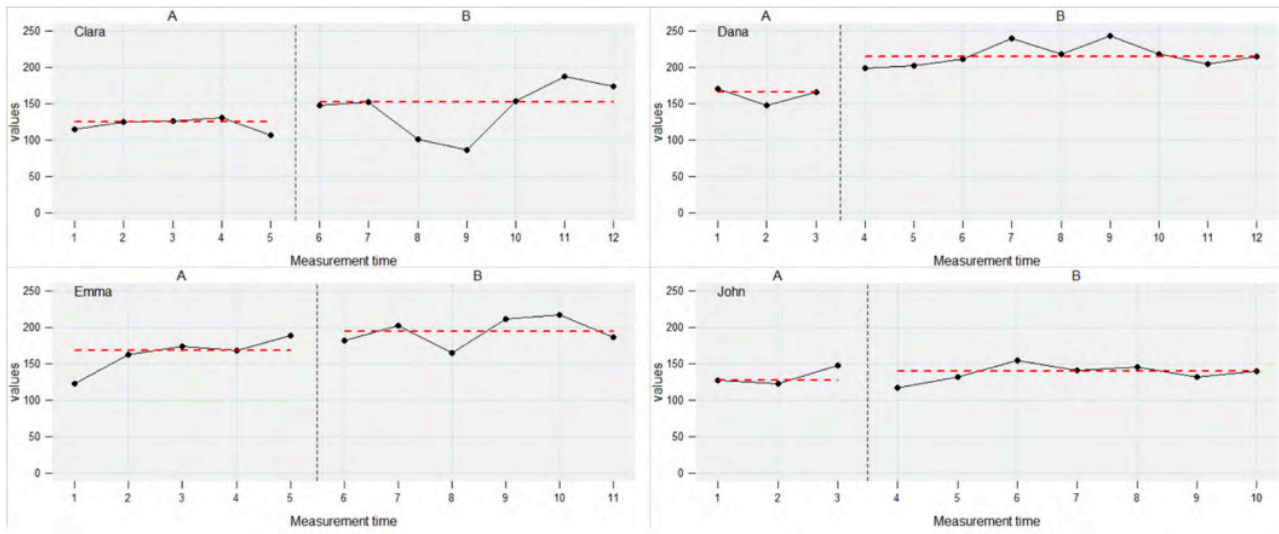 A B
Clara
250
200
150
100
50
0
values
1 2 3 4 5 6 7 8 9 10 11 12
Measurement time
A B
Dana
250
200
150
100
50
0
values
1 2 3 4 5 6 7 8 9 10 11 12
Measurement time
A B
Emma
250
200
150
100
50
0
values
1 2 3 4 5 6 7 8 9 10 11
Measurement time
A B
John
250
200
150
100
50
0
values
1 2 3 4 5 6 7 8 9 10
Measurement time